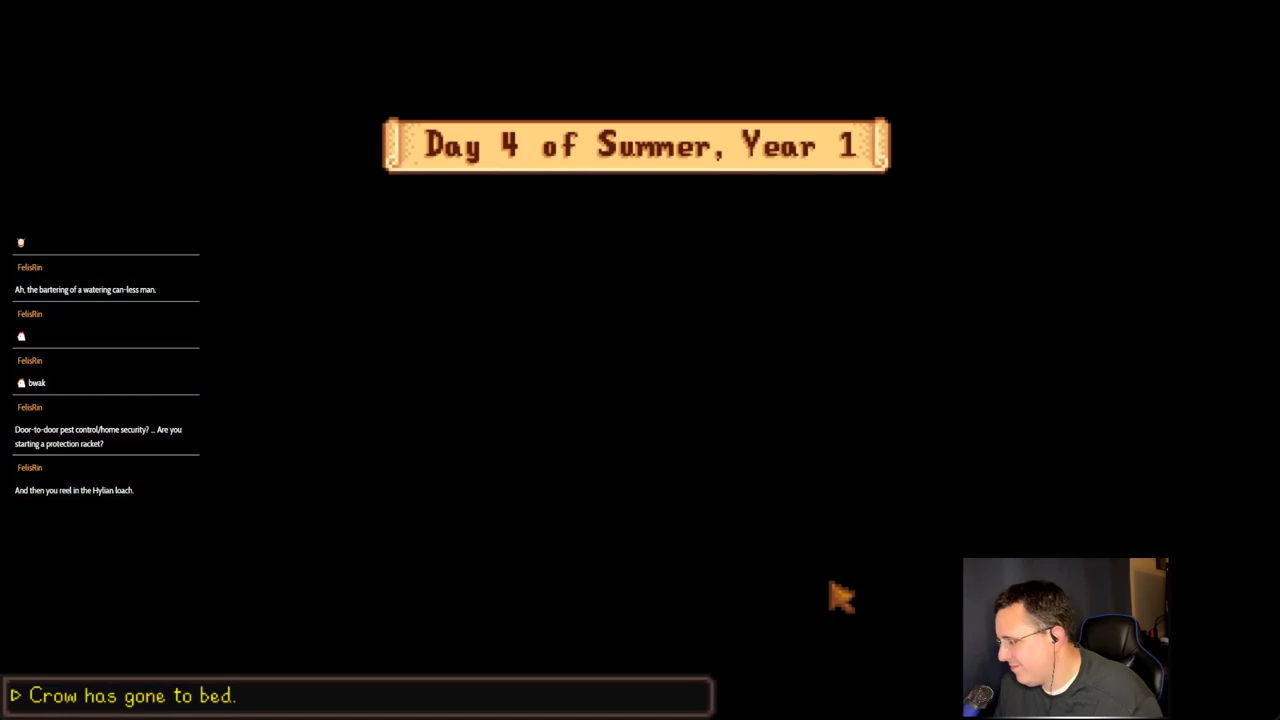 Day 4 of Summer, Year 1
FelisRin
Ah, the bartering of a watering can-less man.
FelisRin
FelisRin
bwak
FelisRin
Door-to-door pest control/home security? ... Are you
starting a protection racket?
FelisRin
And then you reel in the Hylian loach.
Crow has gone to bed.